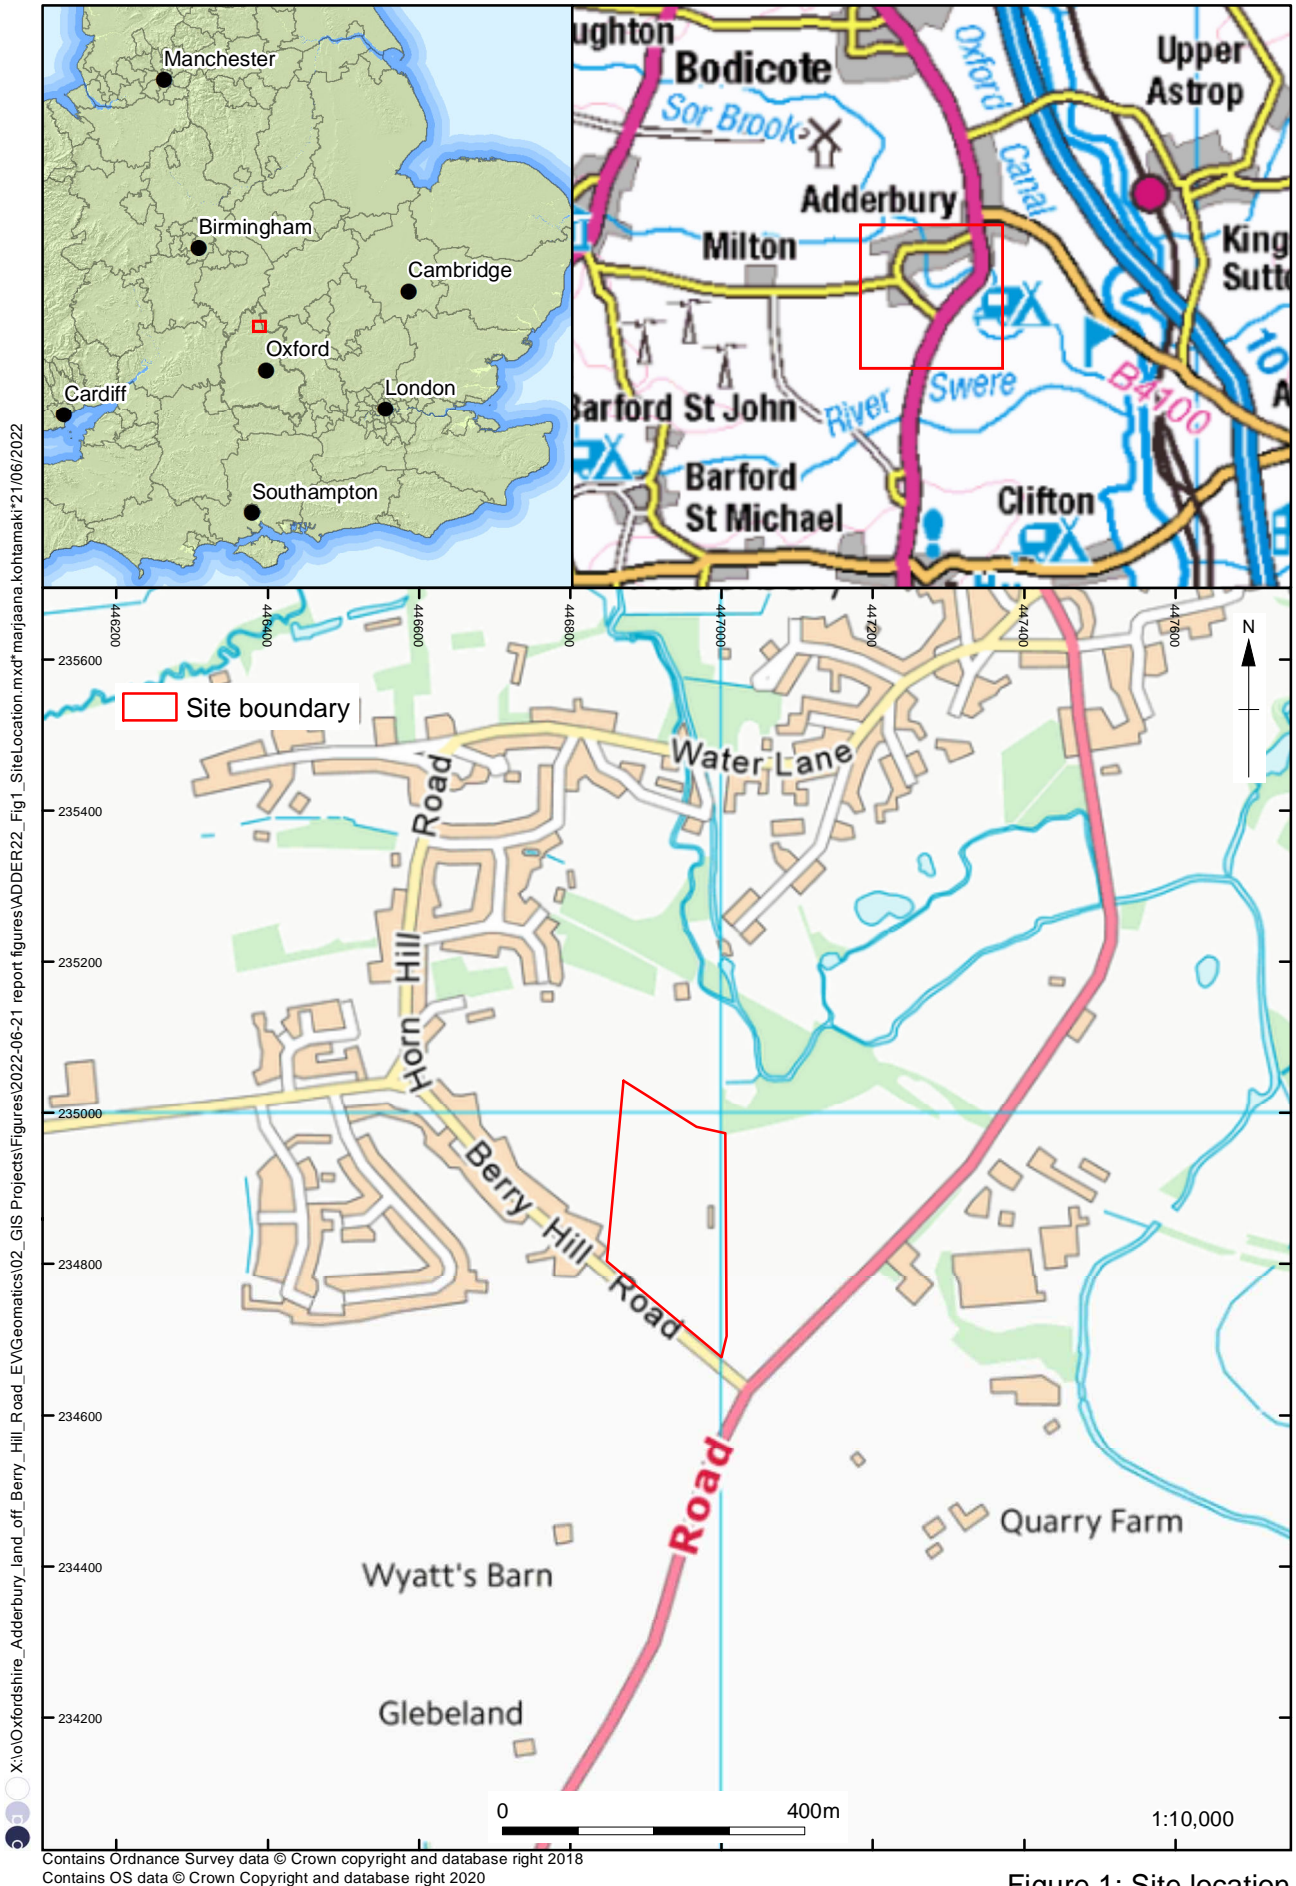 Manchester
Birmingham
Cambridge
Oxford
Cardiff
London
Southampton
ughton
Bodicote
Sor Brook
Oxford
Canal
Upper
Astrop
Adderbury
Milton
King
Sutt
10
A
B4100
Barford St John
River
Swere
Barford
St Michael
Clifton
446200
446400
446600
446800
447000
447200
447400
447600
N
235600
235400
235200
235000
234800
234600
234400
234200
Site boundary
Water Lane
Horn Hill Road
Berry Hill Road
Road
Quarry Farm
Wyatt's Barn
Glebeland
0
400m
1:10,000
X:\o\Oxfordshire_Adderbury_land_off_Berry_Hill_Road_EV\Geomatics\02_GIS Projects\Figures\2022-06-21 report figures\ADDER22_Fig1_SiteLocation.mxd*marjaana.kohtamaki*21/06/2022
Contains Ordnance Survey data © Crown copyright and database right 2018
Contains OS data © Crown Copyright and database right 2020
Figure 1: Site location